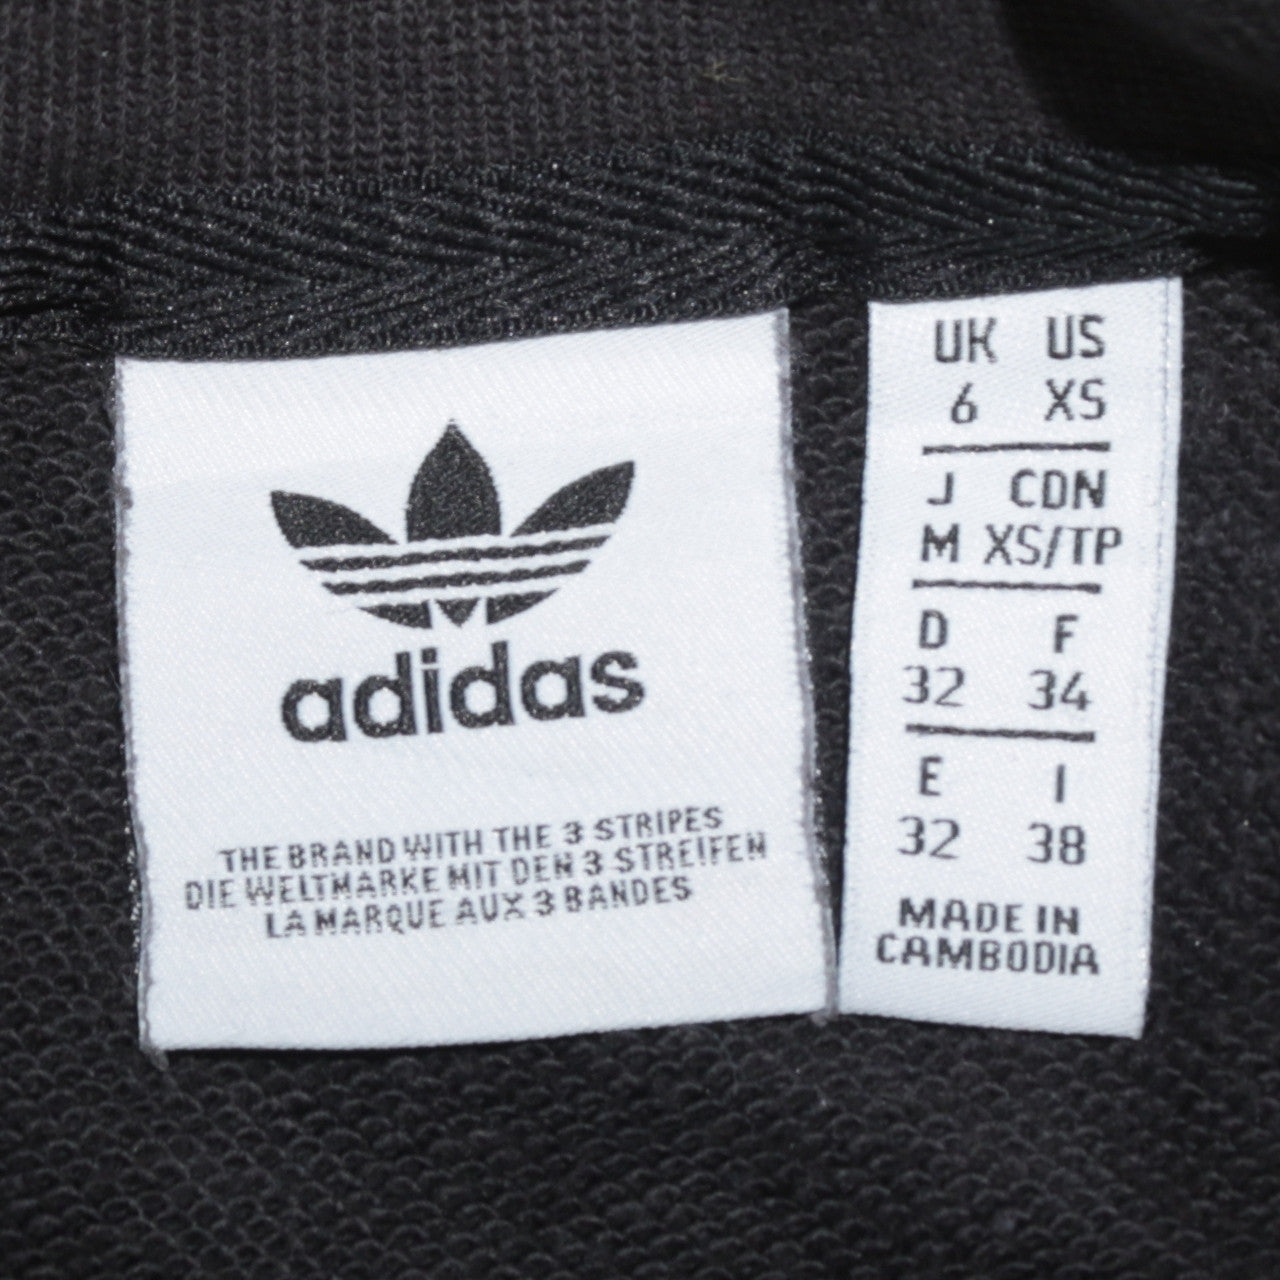 adidas
THE BRAND WITH THE 3 STRIPES
DIE WELTMARKE MIT DEN 3 STREIFEN
LA MARQUE AUX 3 BANDES
UK US
6 XS
J CDN
M XS/TP
D F
32 34
E I
32 38
MADE IN
CAMBODIA